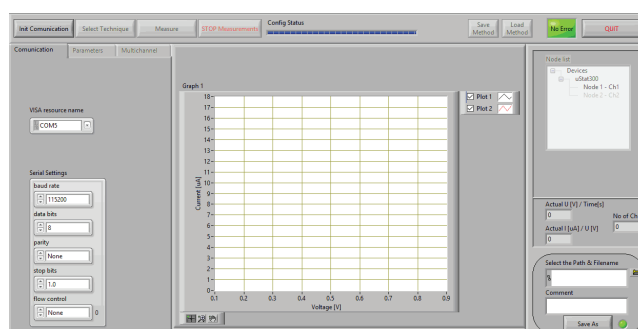 Init Comunication
Select Technique
Measure
STOP Measurements
Config Status
Save Method
Load Method
No Error
QUIT
Comunication
Parameters
Multichannel
VISA resource name
COM5
Serial Settings
baud rate
115200
data bits
8
parity
None
stop bits
1.0
flow control
None
0
Graph 1
Plot 1
Plot 2
Current [uA]
18
17
16
15
14
13
12
11
10
9
8
7
6
5
4
3
2
1
0
0.1 0.2 0.3 0.4 0.5 0.6 0.7 0.8 0.9
Voltage [V]
Node list
Devices
uStat300
Node 1 - Ch1
Node 2 - Ch2
Actual U [V] / Time[s]
0
No of Ch
0
Actual I [uA] / U [V]
0
Select the Path & Filename
Comment
Save As